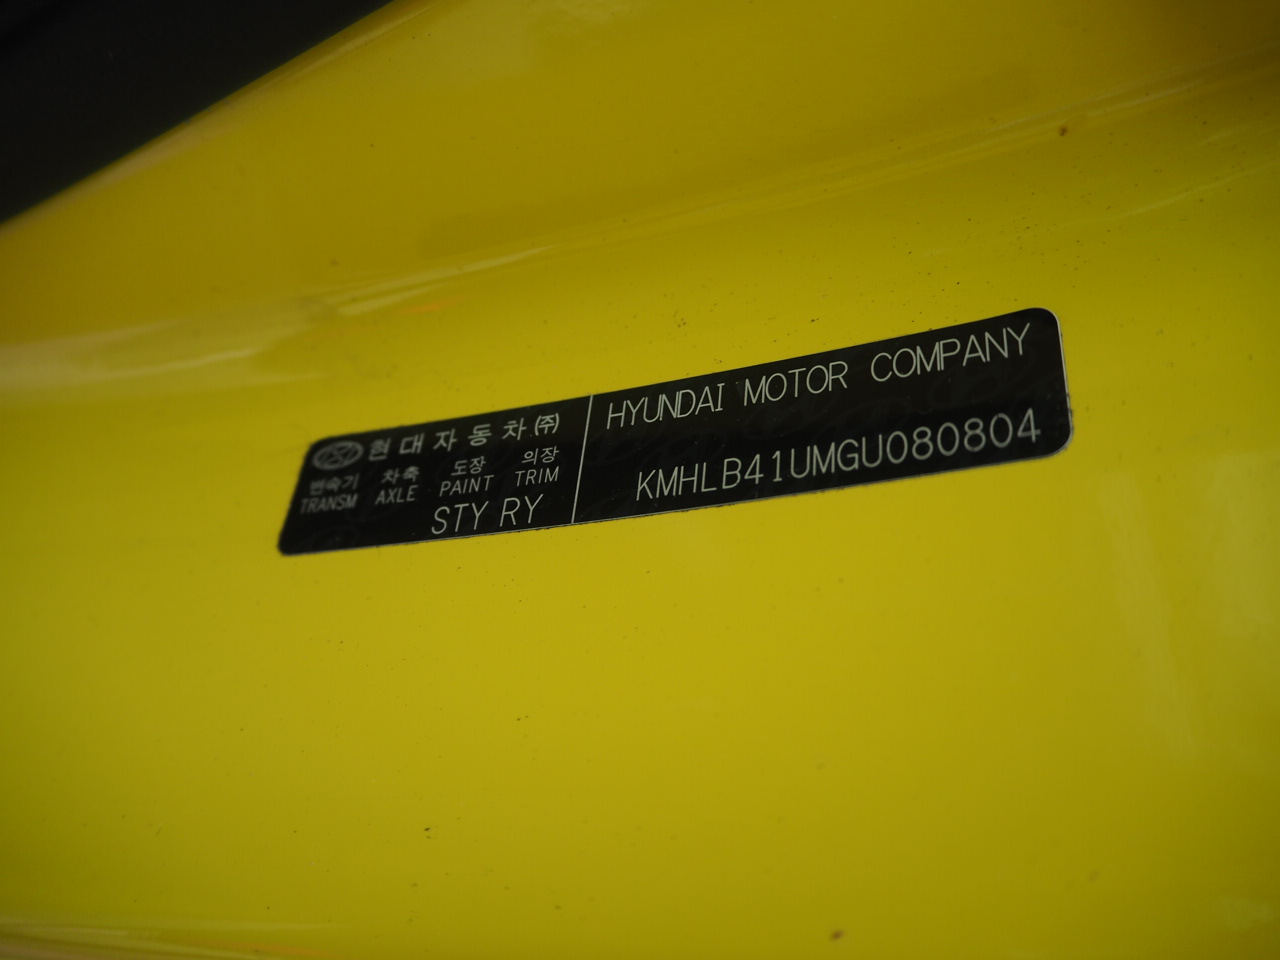 현대자동차㈜
변속기 차축 도장 의장
TRANSM AXLE PAINT TRIM
STY RY
HYUNDAI MOTOR COMPANY
KMHLB41UMGU080804